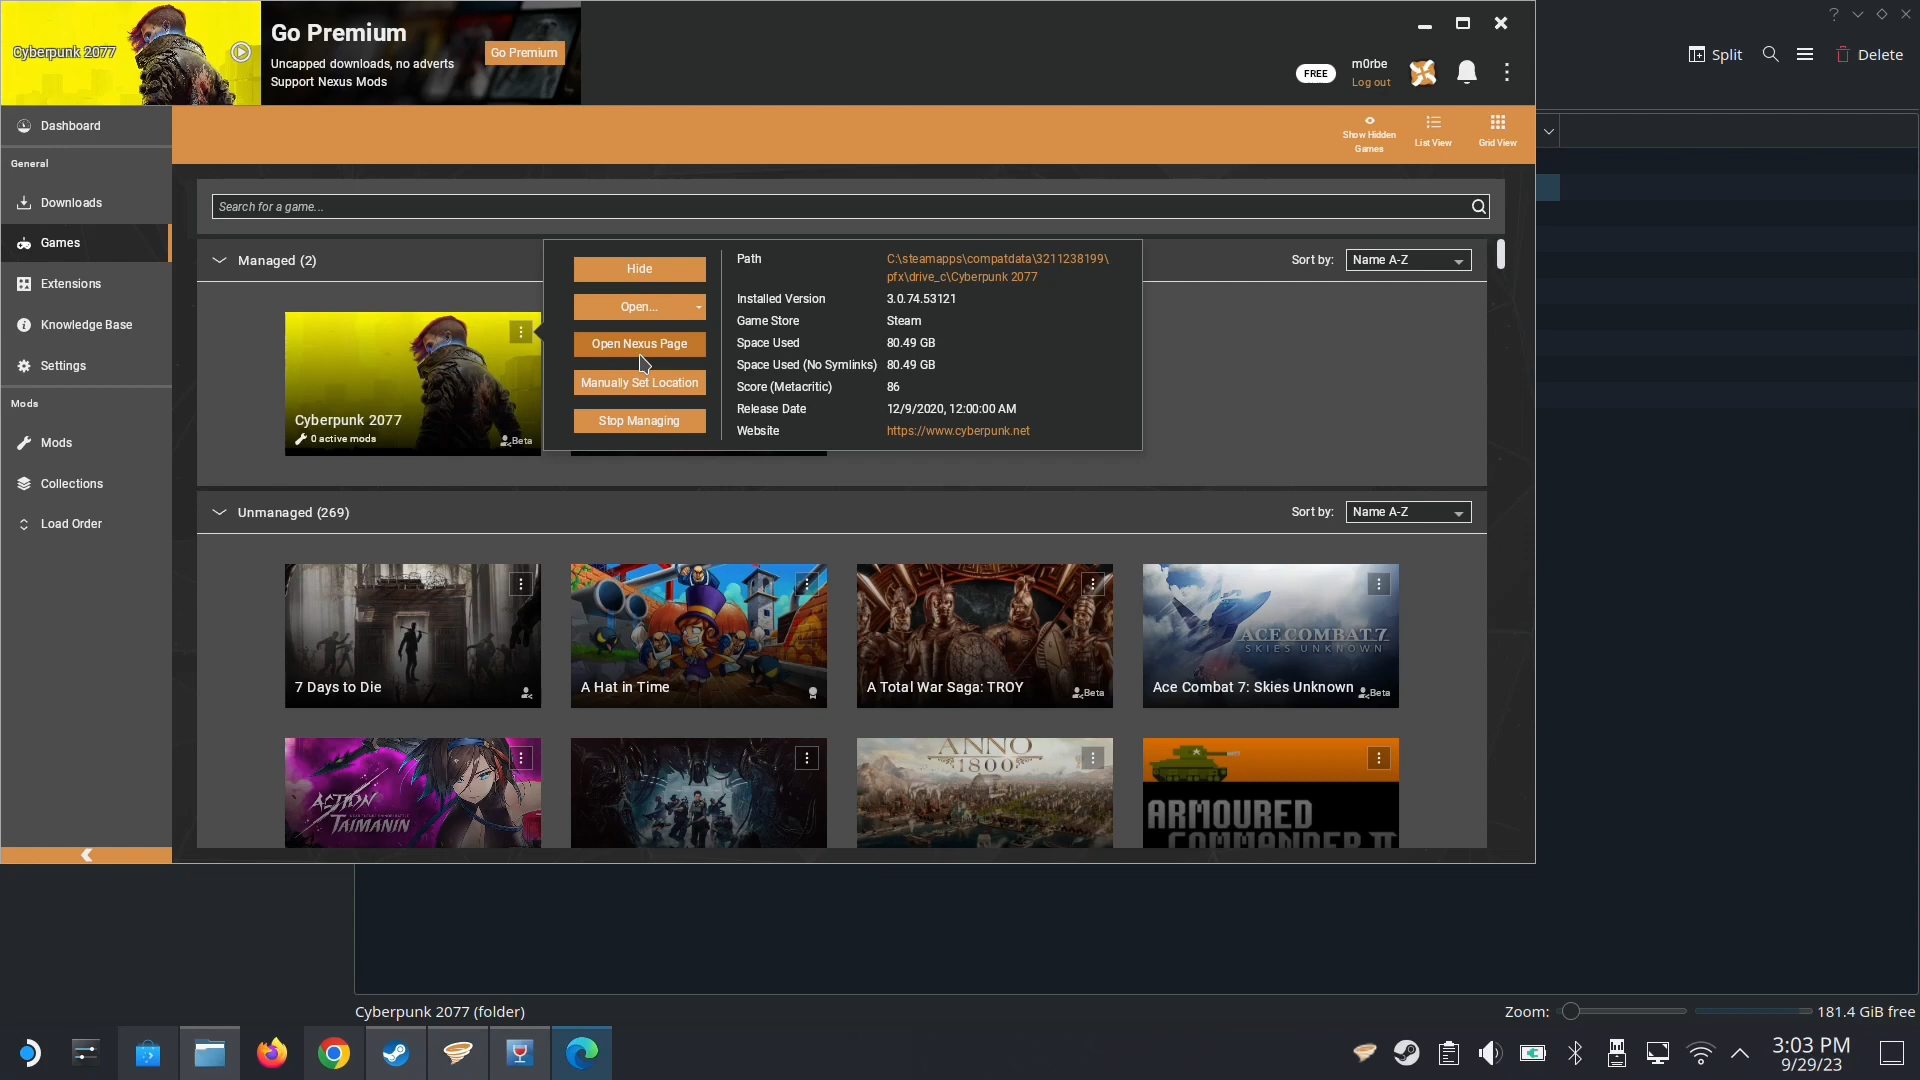 Cyberpunk 2077
Go Premium
Uncapped downloads, no adverts
Support Nexus Mods
Go Premium
FREE
m0rbe
Log out
Split
Delete
Dashboard
General
Downloads
Games
Extensions
Knowledge Base
Settings
Mods
Mods
Collections
Load Order
Show Hidden
Games
List View
Grid View
Search for a game...
Managed (2)
Sort by:
Name A-Z
Cyberpunk 2077
0 active mods
Beta
Hide
Open...
Open Nexus Page
Manually Set Location
Stop Managing
Path
C:\steamapps\compatdata\3211238199\
pfx\drive_c\Cyberpunk 2077
Installed Version
3.0.74.53121
Game Store
Steam
Space Used
80.49 GB
Space Used (No Symlinks)
80.49 GB
Score (Metacritic)
86
Release Date
12/9/2020, 12:00:00 AM
Website
https://www.cyberpunk.net
Unmanaged (269)
Sort by:
Name A-Z
7 Days to Die
A Hat in Time
A Total War Saga: TROY
Beta
ACE COMBAT 7
SKIES UNKNOWN
Ace Combat 7: Skies Unknown
Beta
ACTION
TAIMANIN
ANNO
1800
ARMOURED
COMMANDER II
Cyberpunk 2077 (folder)
Zoom:
181.4 GiB free
3:03 PM
9/29/23